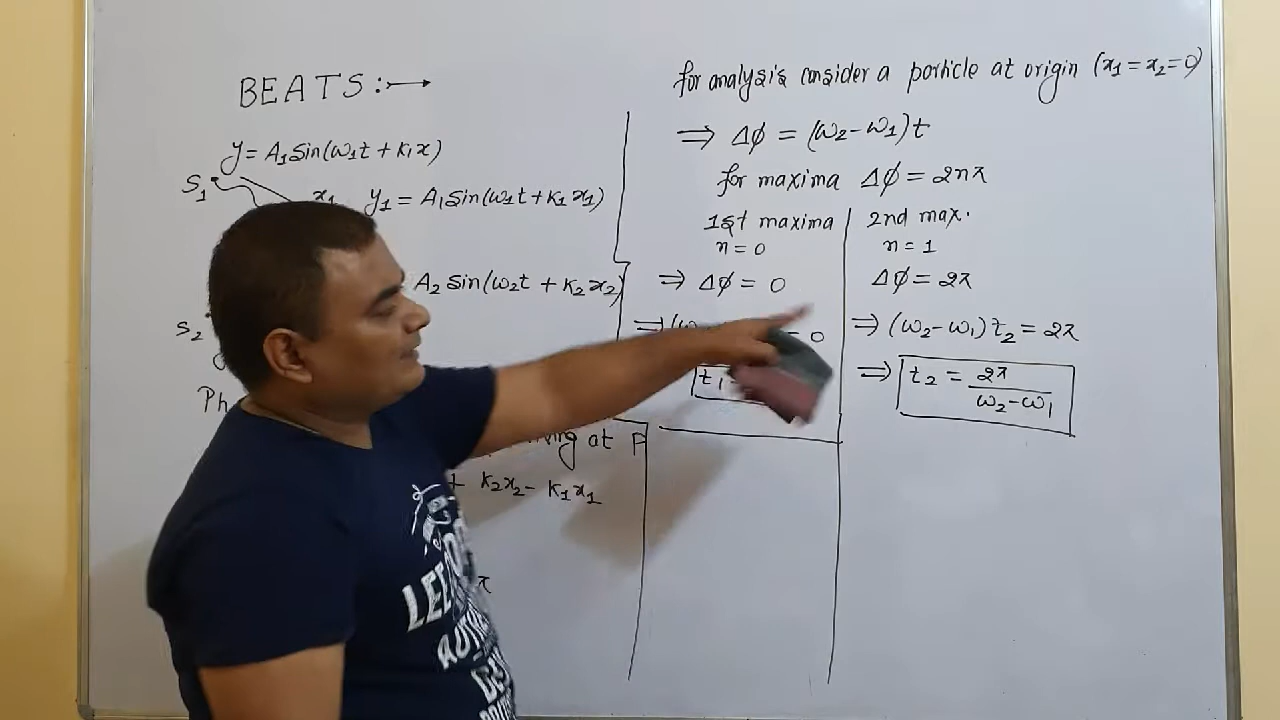 BEATS:→
y = A₁ sin(ω₁t + k₁x)
S₁
x₁ y₁ = A₁ sin(ω₁t + k₁x₁)
A₂ sin(ω₂t + k₂x₂)
S₂
at P
+ k₂x₂ - k₁x₁
π
for analysis consider a particle at origin (x₁ = x₂ = 0)
⇒ Δϕ = (ω₂ - ω₁)t
for maxima Δϕ = 2nπ
1st maxima
n = 0
⇒ Δϕ = 0
= 0
t₁
2nd max.
n = 1
Δϕ = 2π
⇒ (ω₂ - ω₁) t₂ = 2π
⇒ t₂ = 2π / (ω₂ - ω₁)